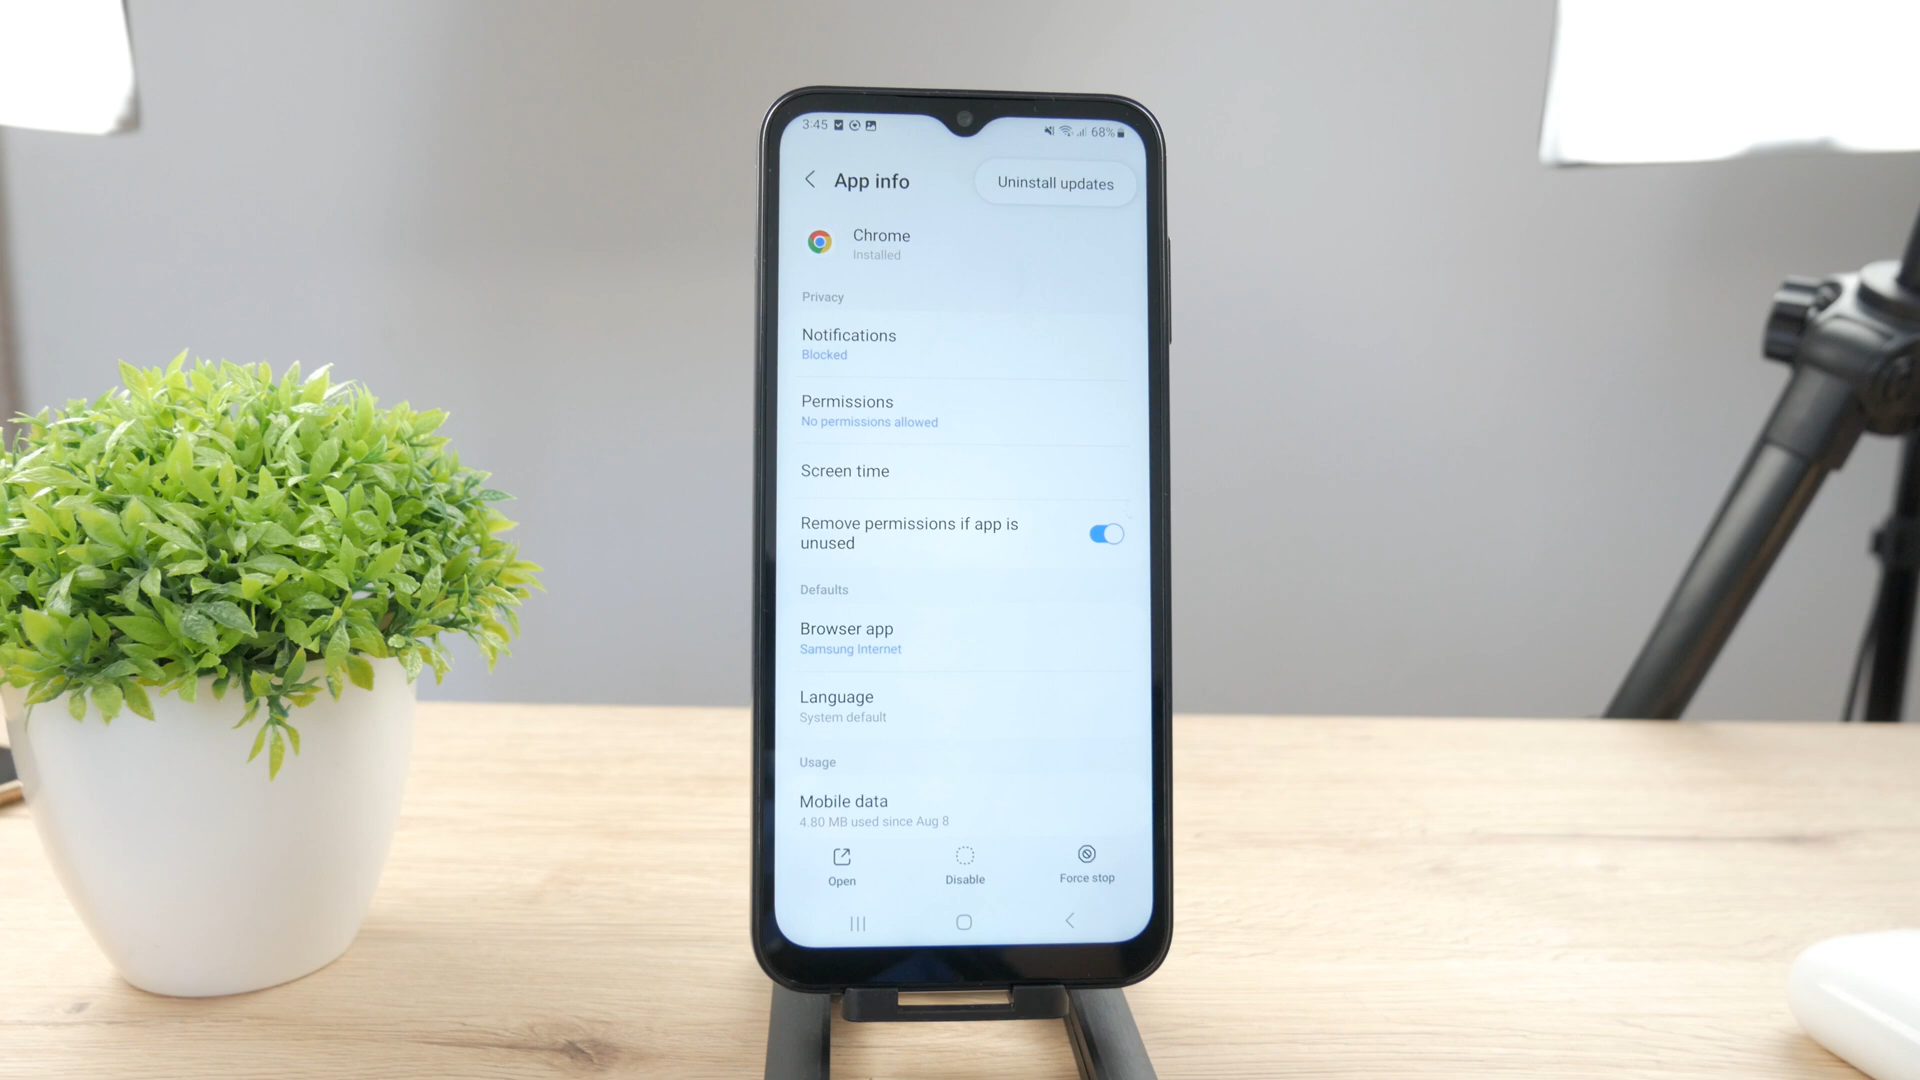 3:45
68%
App info
Uninstall updates
Chrome
Installed
Privacy
Notifications
Blocked
Permissions
No permissions allowed
Screen time
Remove permissions if app is
unused
Defaults
Browser app
Samsung Internet
Language
System default
Usage
Mobile data
4.80 MB used since Aug 8
Open
Disable
Force stop